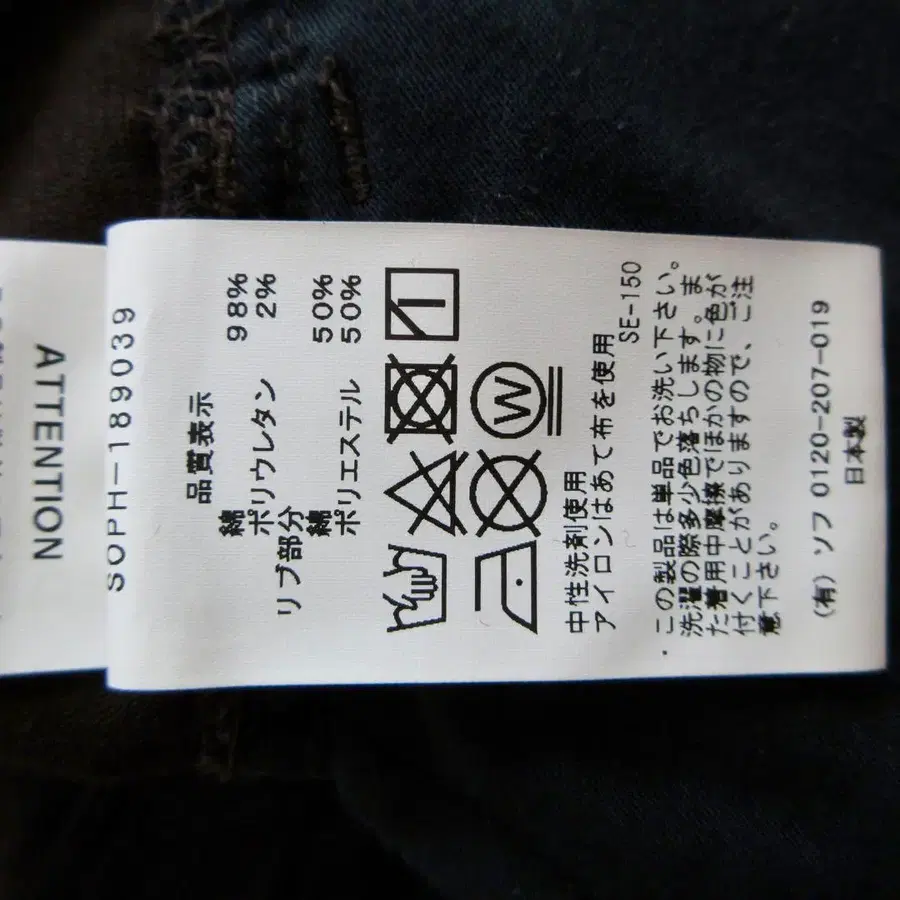 ATTENTION
SOPH-189039
品質表示
綿 98%
ポリウレタン 2%
リブ部分
綿 50%
ポリエステル 50%
W
中性洗剤使用
アイロンはあて布を使用
SE-150
この製品は単品でお洗い下さい。
洗濯の際多少色落ちします。ま
た着用中摩擦でほかの物に色が
付くことがありますので、ご注
意下さい。
(有) ソフ 0120-207-019
日本製